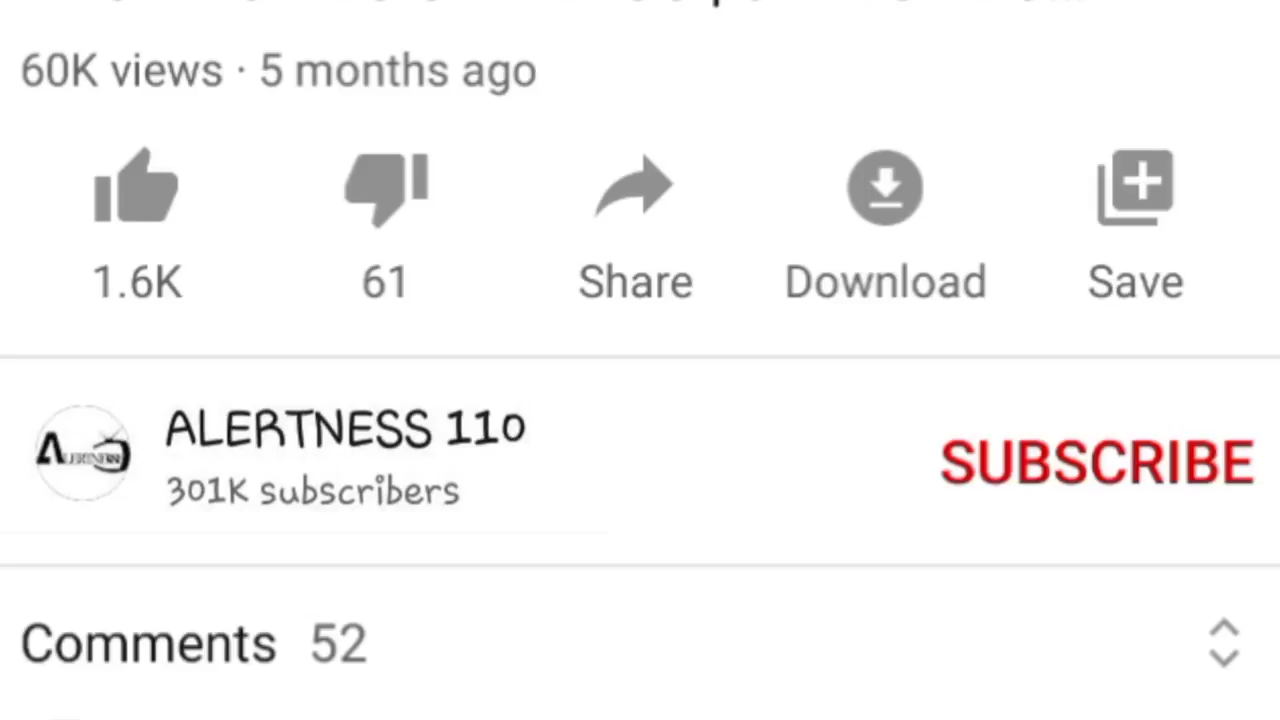 60K views · 5 months ago
1.6K 61 Share Download Save
ALERTNESS 110
301K subscribers
SUBSCRIBE
Comments 52